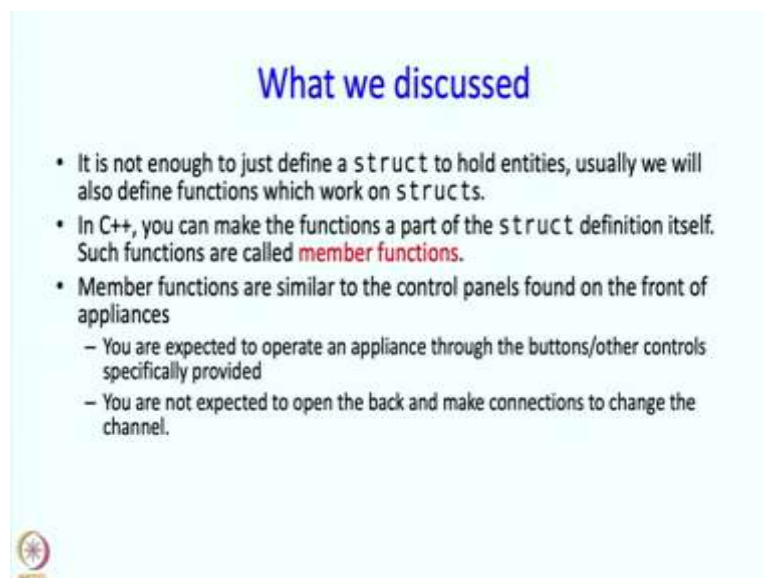 What we discussed
• It is not enough to just define a struct to hold entities, usually we will
also define functions which work on structs.
• In C++, you can make the functions a part of the struct definition itself.
Such functions are called member functions.
• Member functions are similar to the control panels found on the front of
appliances
– You are expected to operate an appliance through the buttons/other controls
specifically provided
– You are not expected to open the back and make connections to change the
channel.